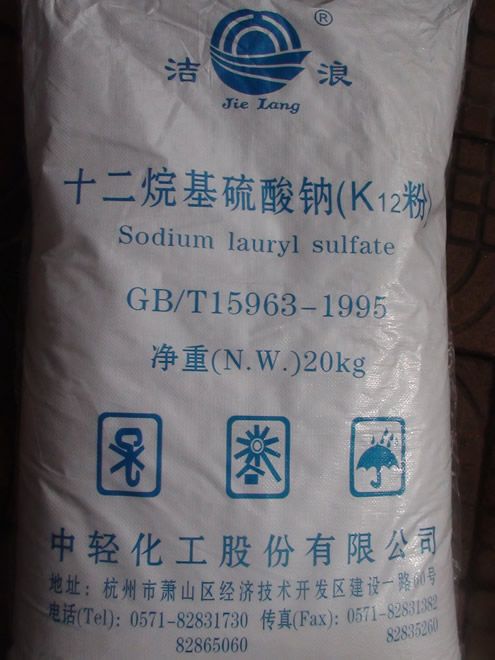 ®
洁 浪
Jie Lang
十二烷基硫酸钠(K12粉)
Sodium lauryl sulfate
GB/T15963-1995
净重(N.W.)20kg
中轻化工股份有限公司
地址: 杭州市萧山区经济技术开发区建设一路60号
电话(Tel): 0571-82831730 传真(Fax): 0571-82831382
82865060 82835260